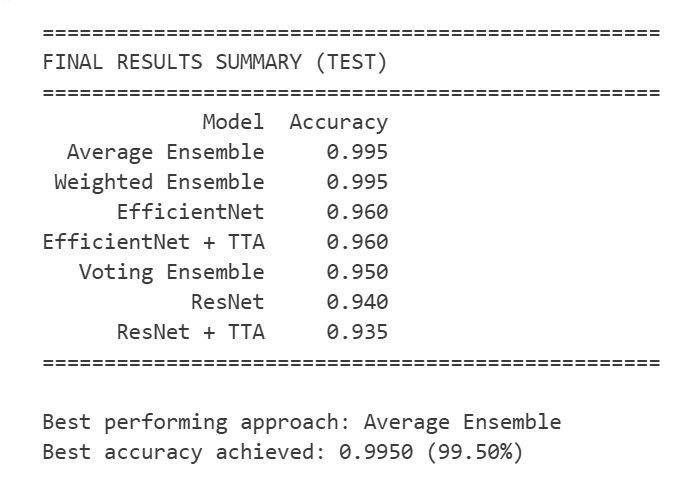 ==================================================
FINAL RESULTS SUMMARY (TEST)
==================================================
             Model  Accuracy
  Average Ensemble     0.995
 Weighted Ensemble     0.995
      EfficientNet     0.960
EfficientNet + TTA     0.960
   Voting Ensemble     0.950
            ResNet     0.940
      ResNet + TTA     0.935
==================================================

Best performing approach: Average Ensemble
Best accuracy achieved: 0.9950 (99.50%)